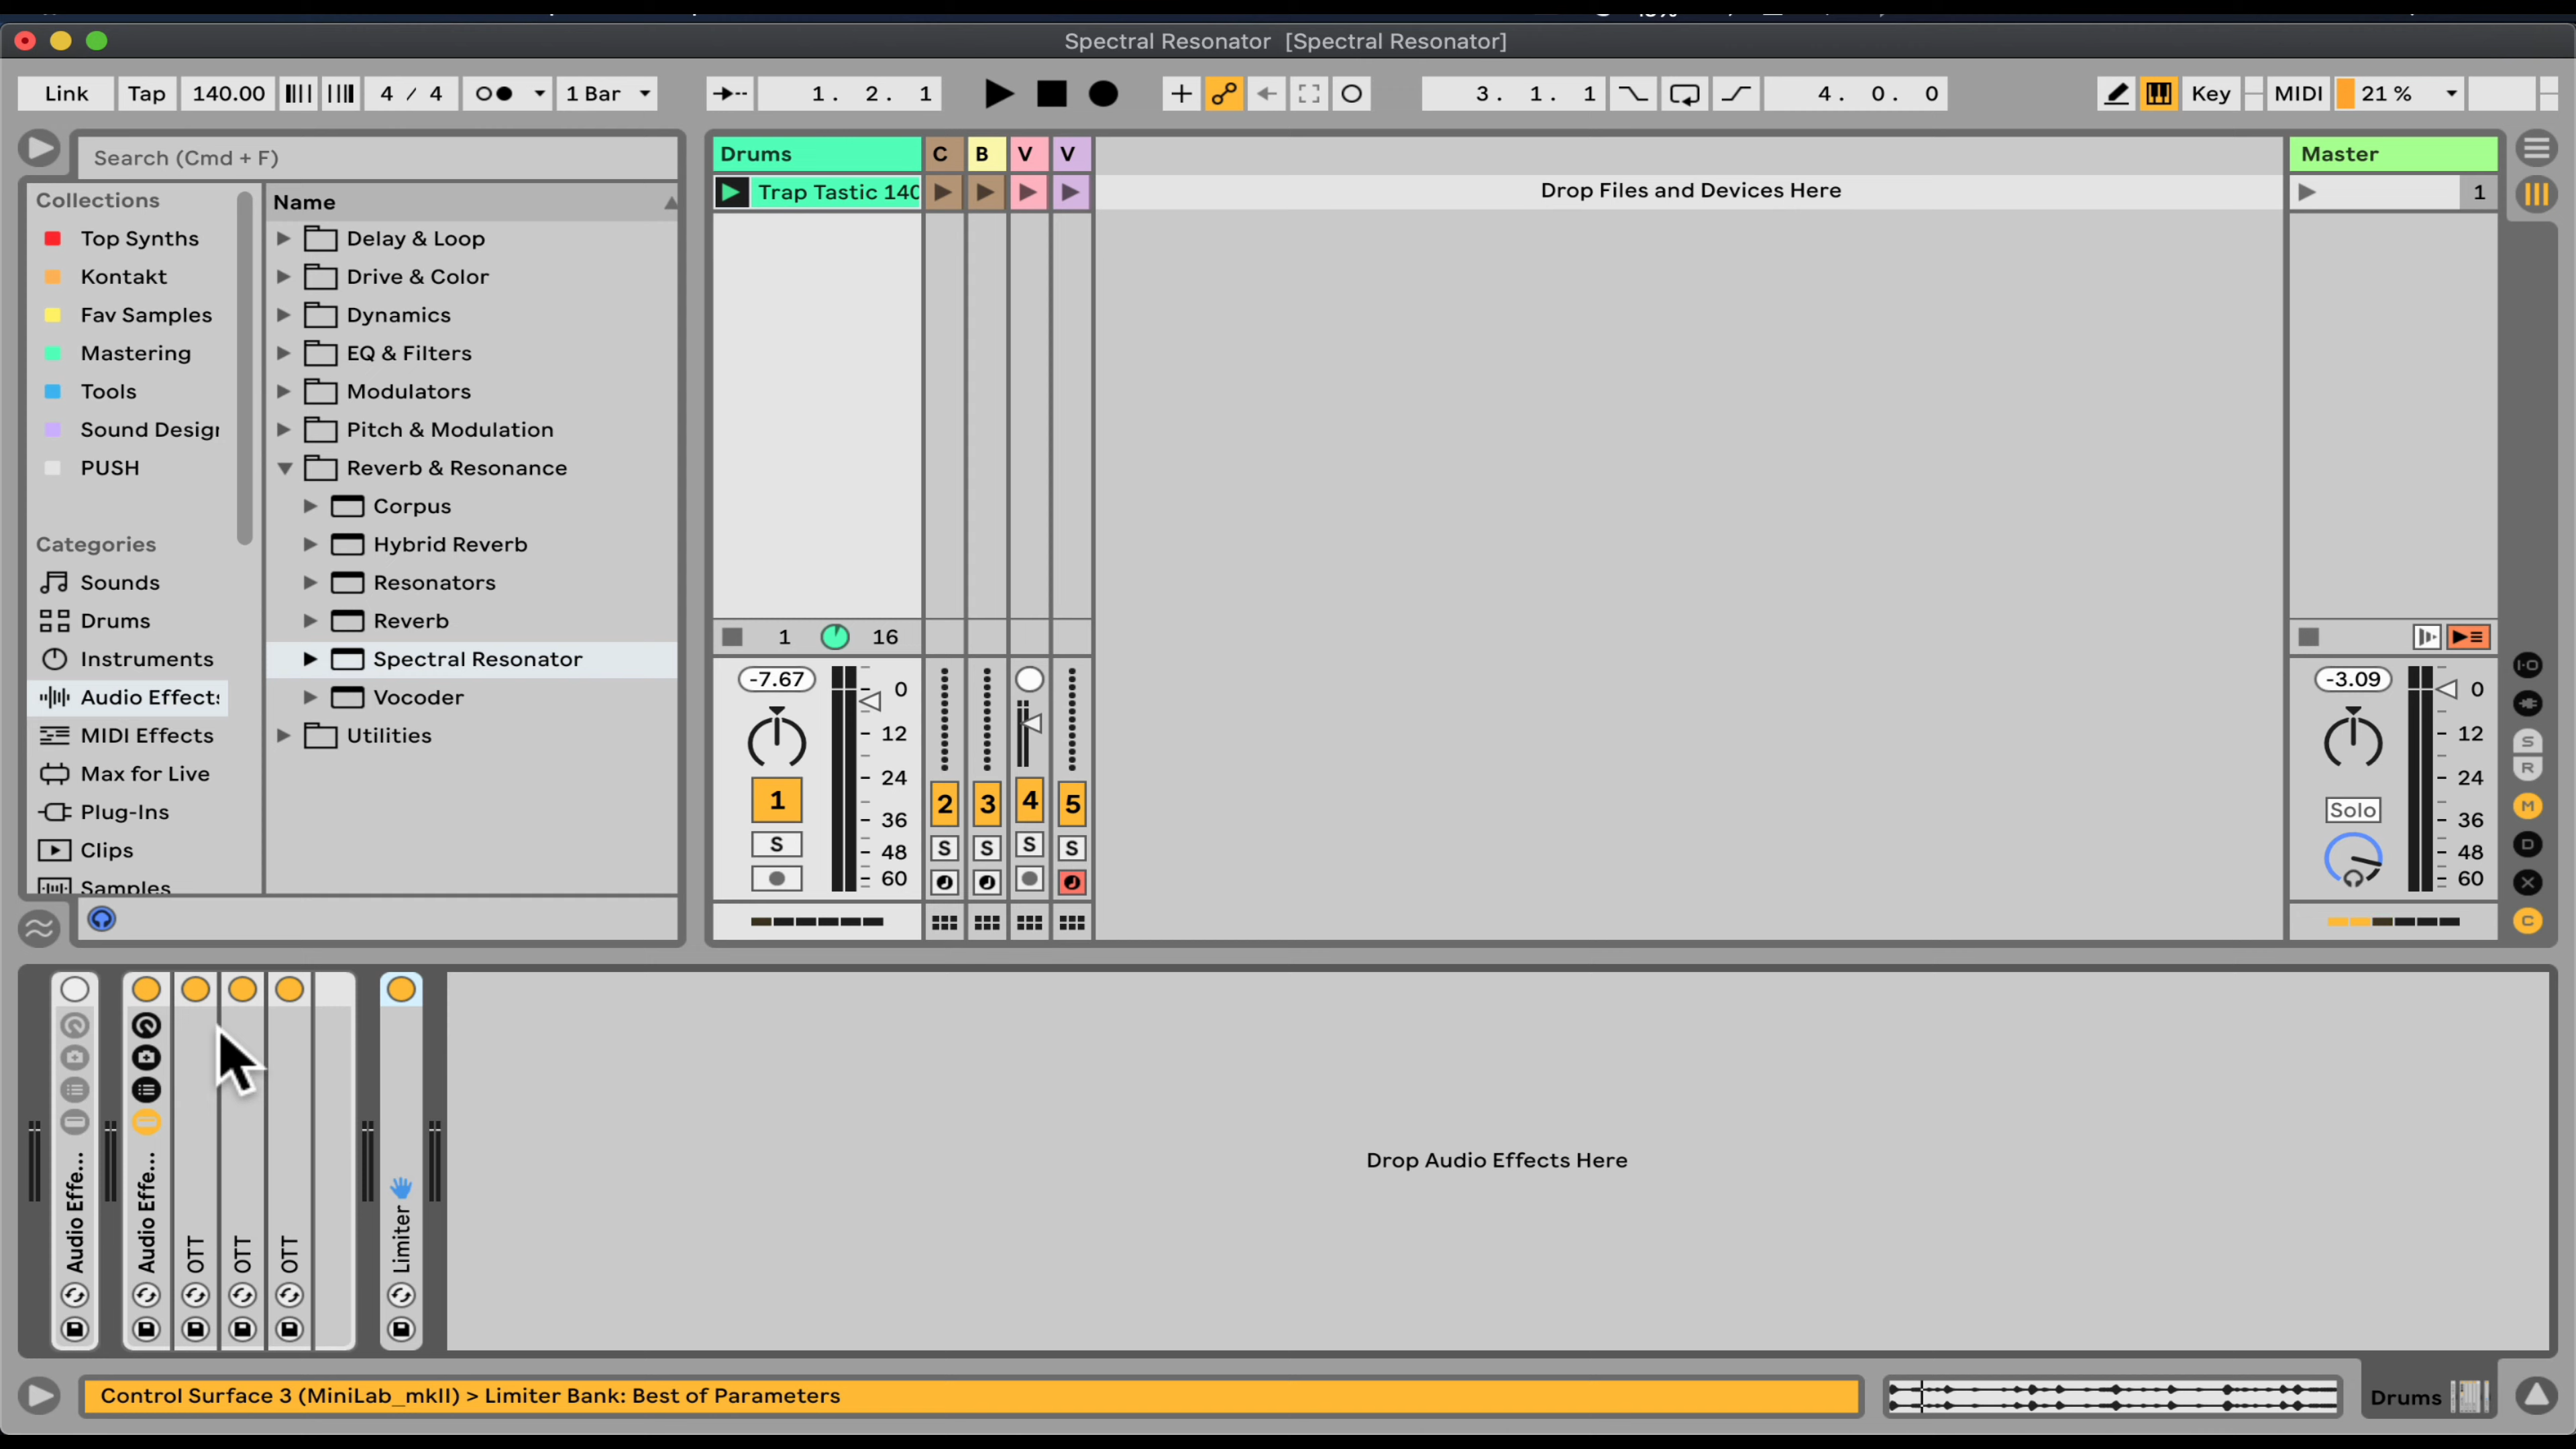 Spectral Resonator [Spectral Resonator]
Link Tap 140.00 4 / 4 1 Bar 1. 2. 1 3. 1. 1 4. 0. 0 Key MIDI 21 %
Search (Cmd + F)
Collections
Top Synths
Kontakt
Fav Samples
Mastering
Tools
Sound Desigr
PUSH
Categories
Sounds
Drums
Instruments
Audio Effects
MIDI Effects
Max for Live
Plug-Ins
Clips
Samples
Name
Delay & Loop
Drive & Color
Dynamics
EQ & Filters
Modulators
Pitch & Modulation
Reverb & Resonance
Corpus
Hybrid Reverb
Resonators
Reverb
Spectral Resonator
Vocoder
Utilities
Drums C B V V
Trap Tastic 140
Drop Files and Devices Here
Master
1
1 16
-7.67
0
12
24
36
48
60
1 2 3 4 5
S S S S S
-3.09
0
12
24
36
48
60
Solo
I-O
S
R
M
D
X
C
Audio Effe...
Audio Effe...
OTT
OTT
OTT
Limiter
Drop Audio Effects Here
Control Surface 3 (MiniLab_mkII) > Limiter Bank: Best of Parameters
Drums